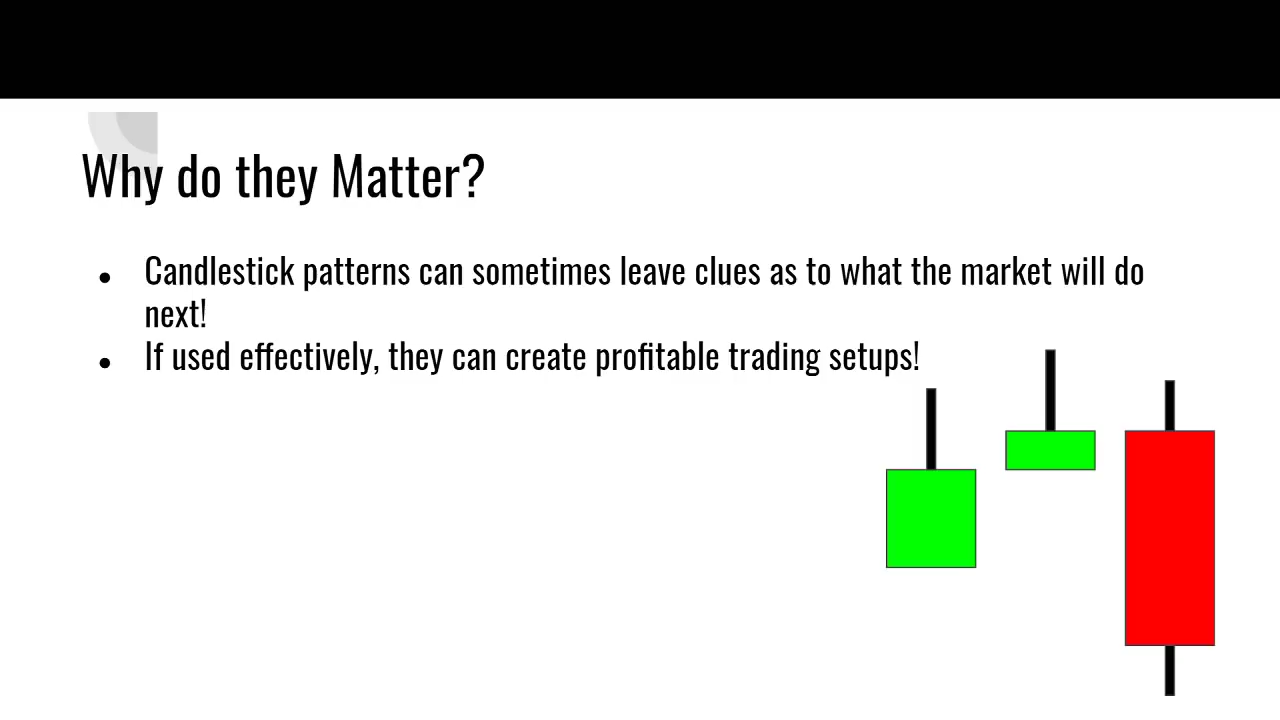 Why do they Matter?
● Candlestick patterns can sometimes leave clues as to what the market will do
next!
● If used effectively, they can create profitable trading setups!